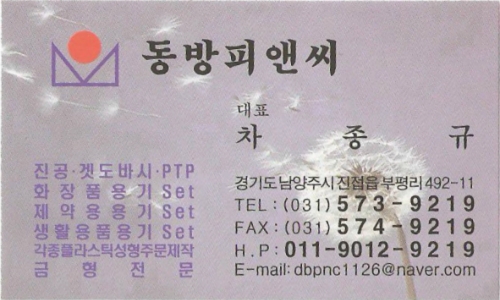 동방피앤씨
대표
차 종 규
진공·겟도바시·PTP
화장품용기 Set
제약용용기 Set
생활용품용기 Set
각종플라스틱성형주문제작
금형전문
경기도 남양주시 진접읍 부평리 492-11
TEL : (031) 573-9219
FAX : (031) 574-9219
H . P : 011-9012-9219
E-mail: dbpnc1126@naver.com